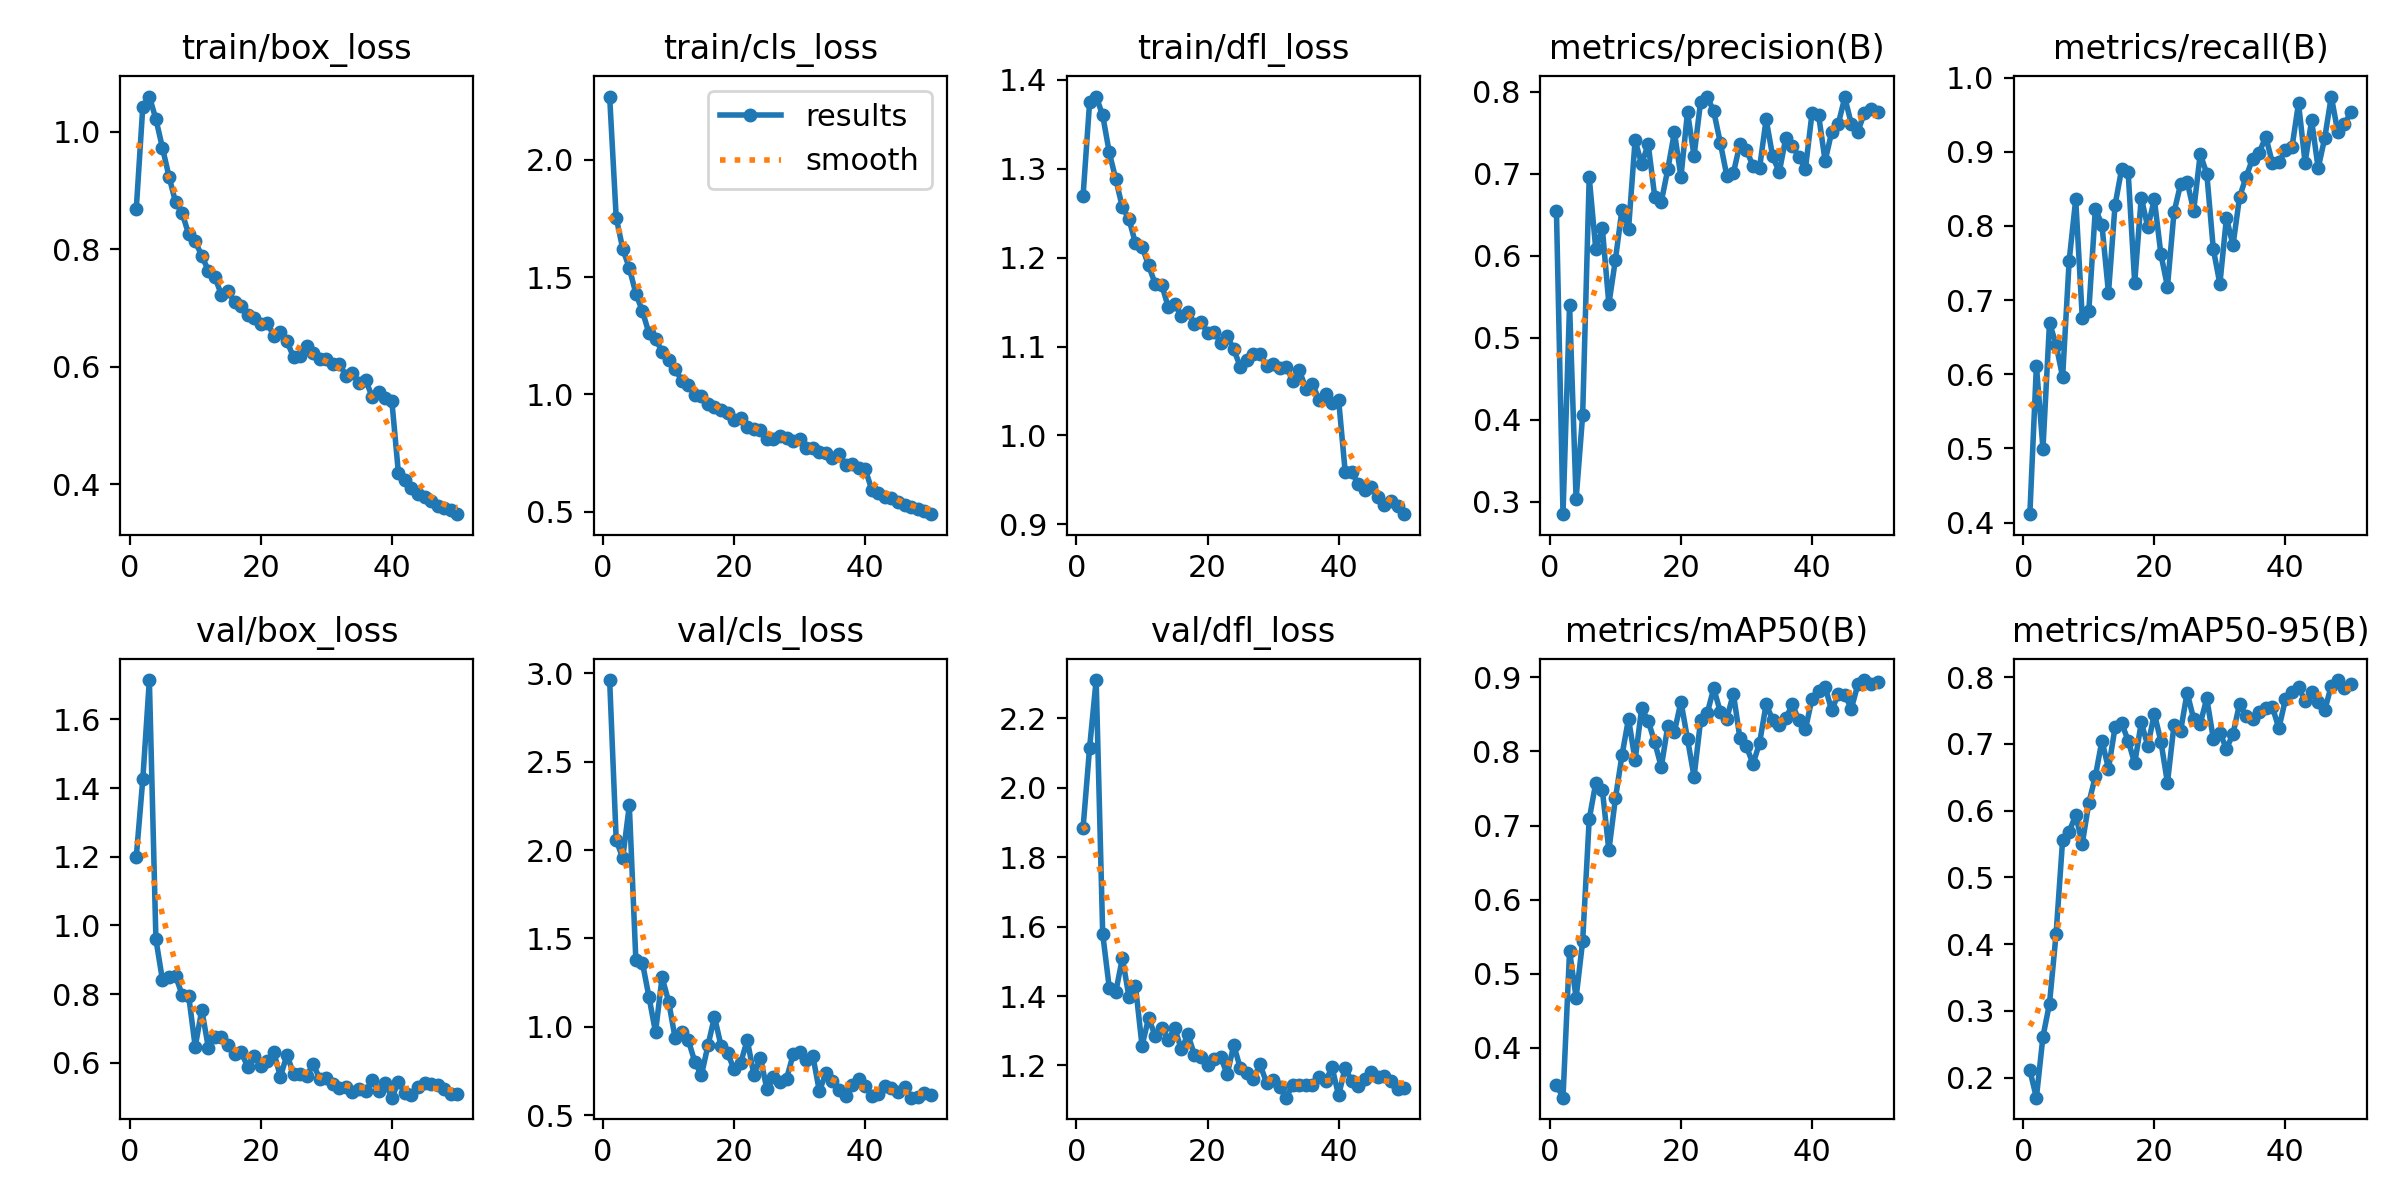 train/box_loss
train/cls_loss
train/dfl_loss
metrics/precision(B)
metrics/recall(B)
1.0
0.8
0.6
0.4
0 20 40
2.0
1.5
1.0
0.5
0 20 40
results
smooth
1.4
1.3
1.2
1.1
1.0
0.9
0 20 40
0.8
0.7
0.6
0.5
0.4
0.3
0 20 40
1.0
0.9
0.8
0.7
0.6
0.5
0.4
0 20 40
val/box_loss
val/cls_loss
val/dfl_loss
metrics/mAP50(B)
metrics/mAP50-95(B)
1.6
1.4
1.2
1.0
0.8
0.6
0 20 40
3.0
2.5
2.0
1.5
1.0
0.5
0 20 40
2.2
2.0
1.8
1.6
1.4
1.2
0 20 40
0.9
0.8
0.7
0.6
0.5
0.4
0 20 40
0.8
0.7
0.6
0.5
0.4
0.3
0.2
0 20 40